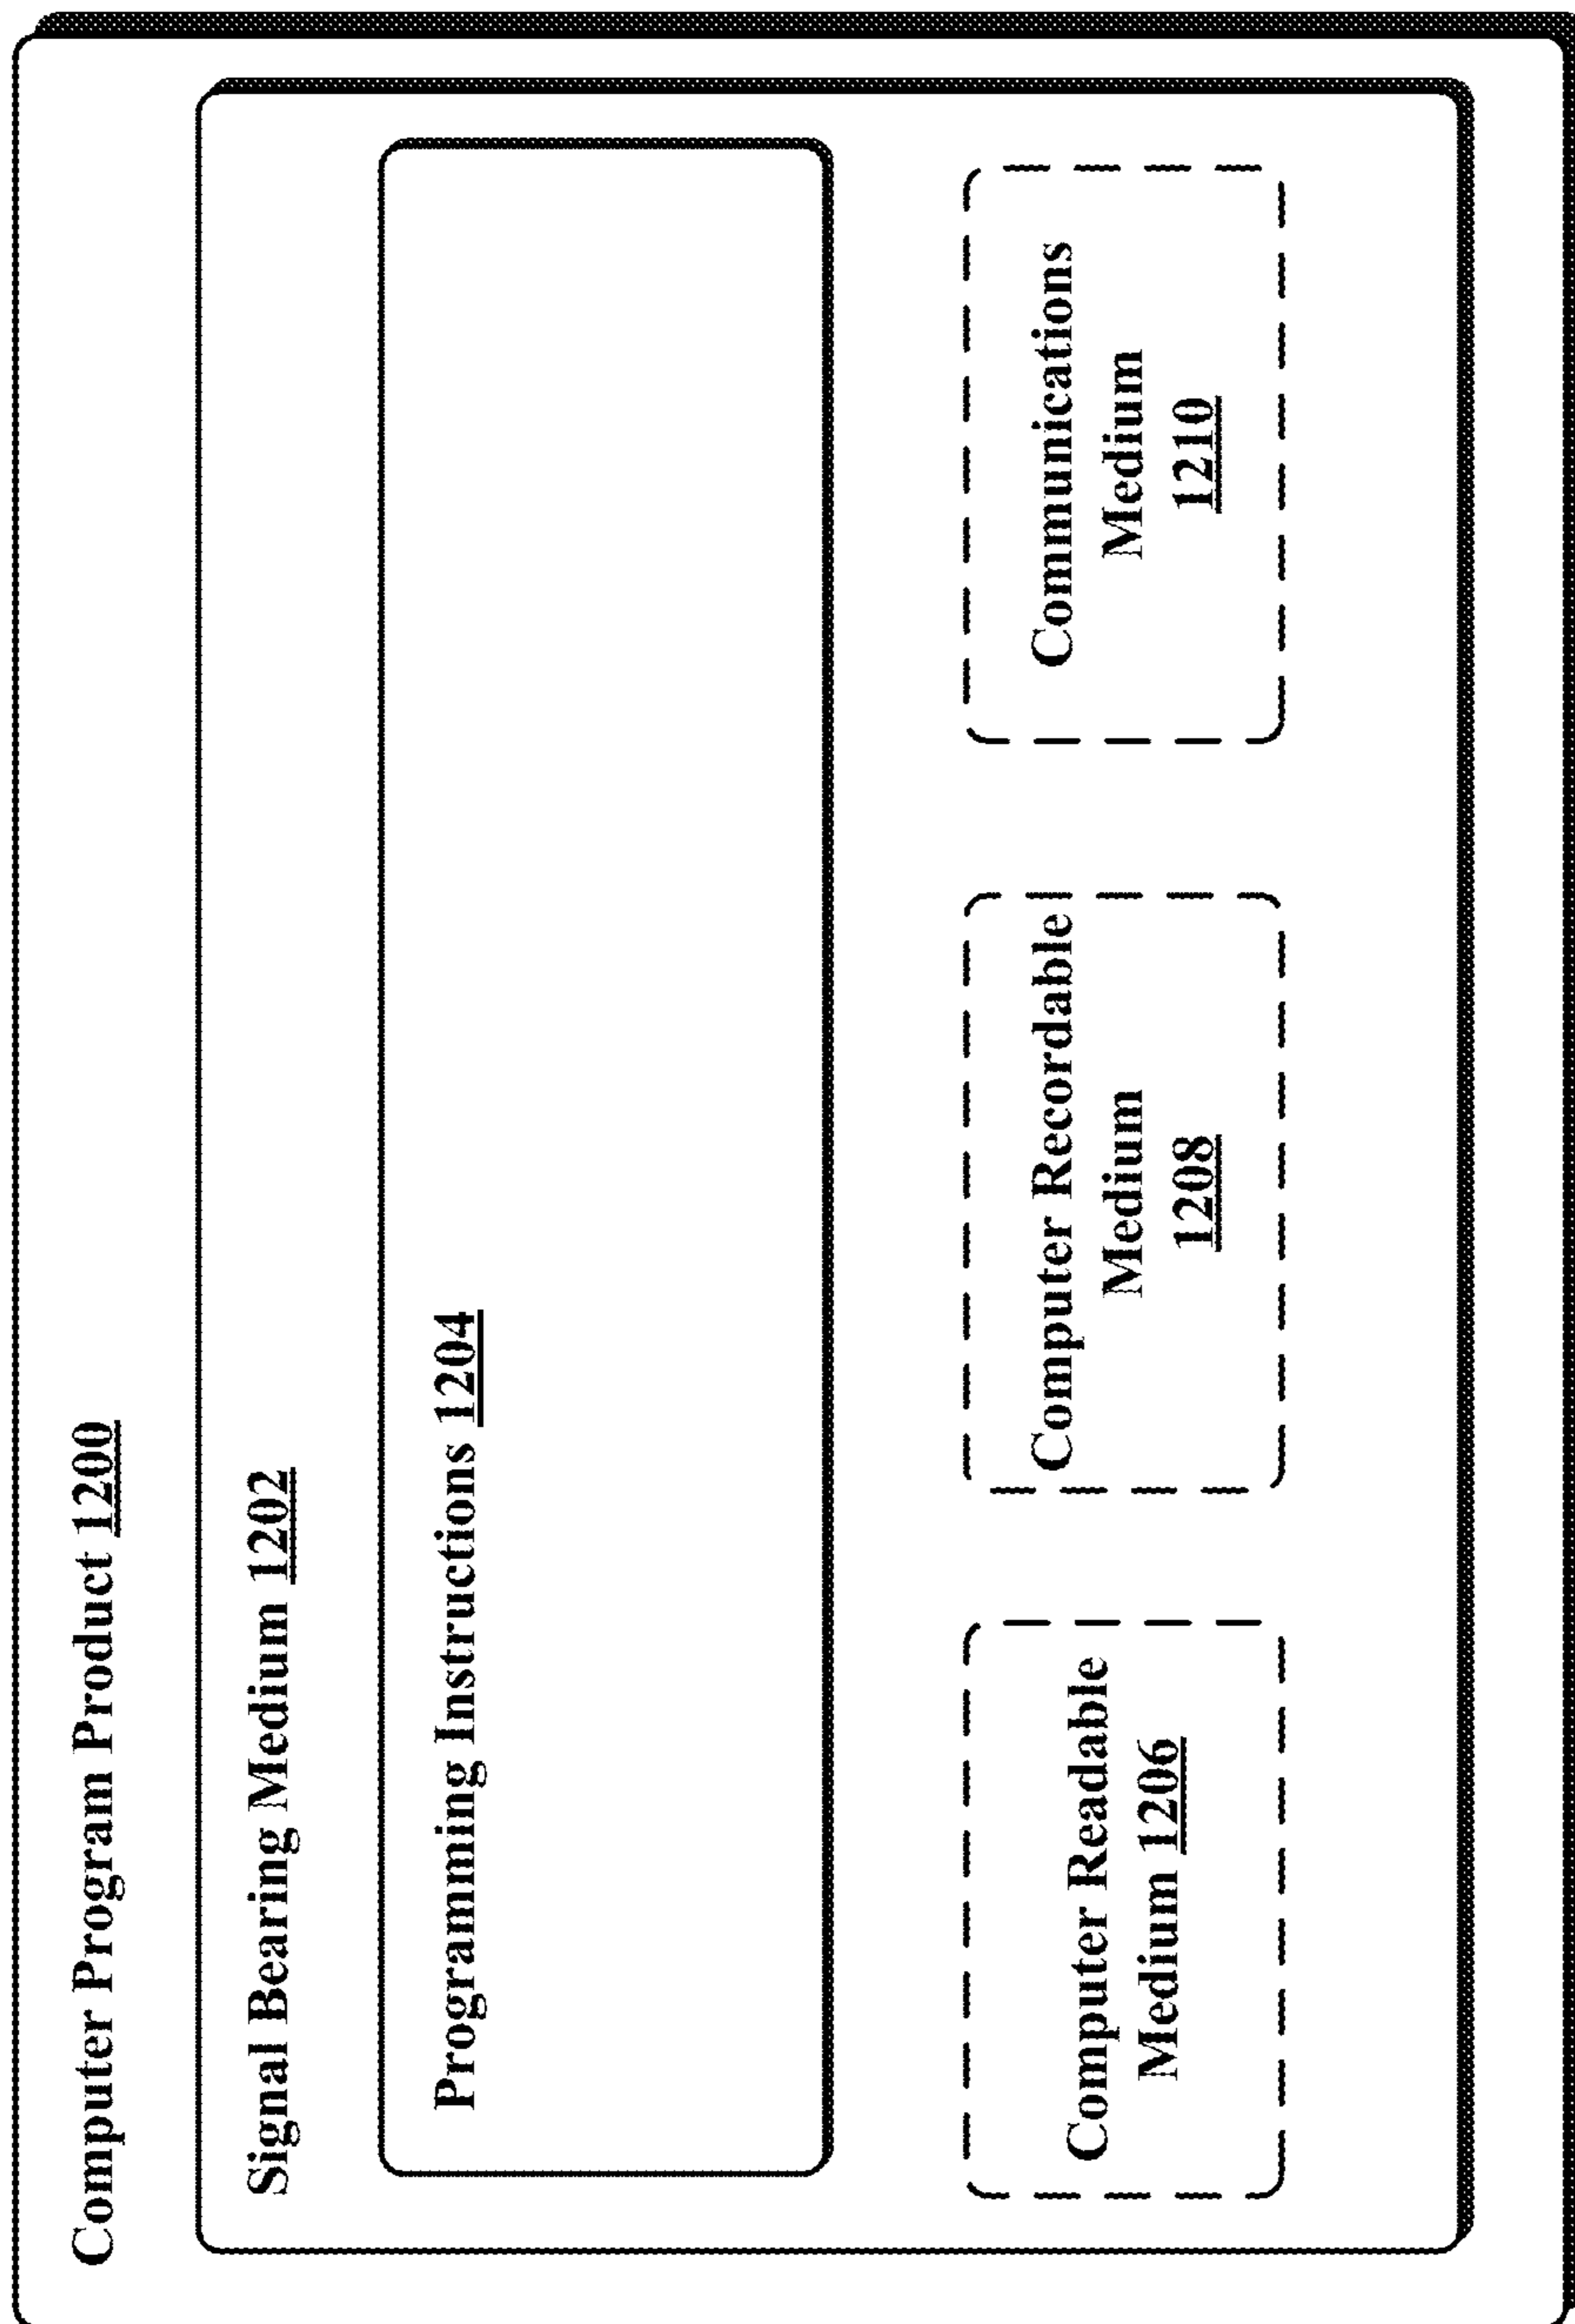 Computer Program Product 1200
Signal Bearing Medium 1202
Programming Instructions 1204
Computer Readable
Medium 1206
Computer Recordable
Medium
1208
Communications
Medium
1210